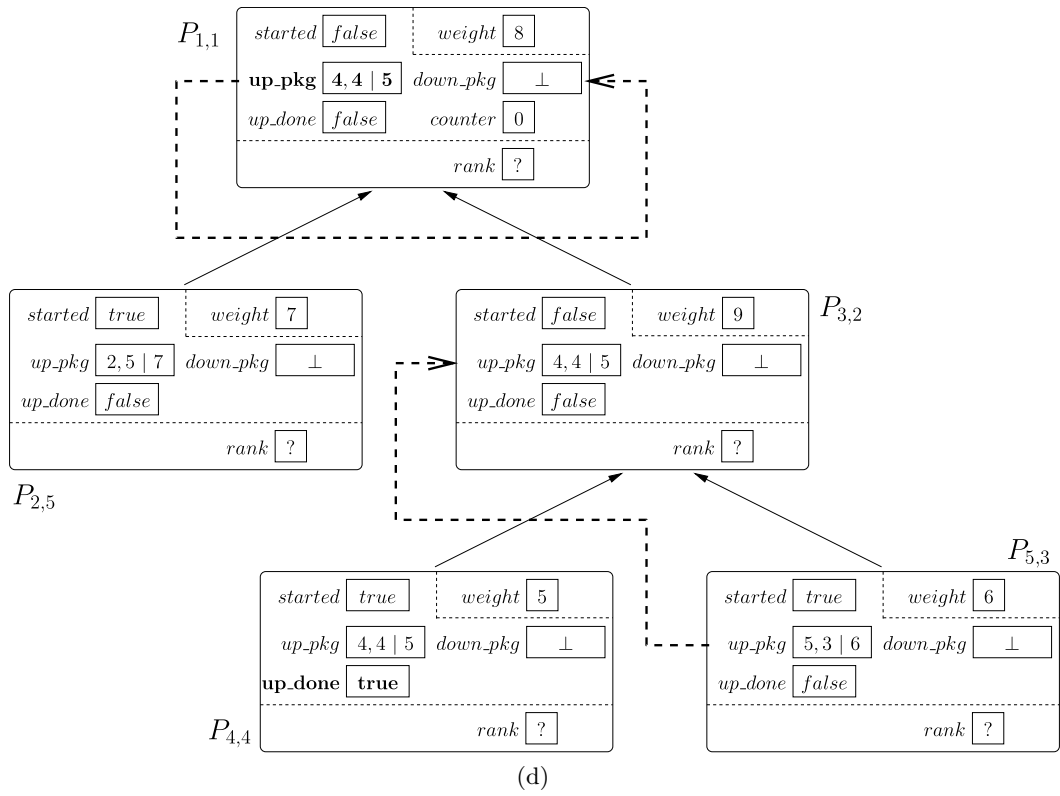 P1,1
started false weight 8
up_pkg 4, 4 | 5 down_pkg ⊥
up_done false counter 0
rank ?
started true weight 7
up_pkg 2, 5 | 7 down_pkg ⊥
up_done false
rank ?
P2,5
started false weight 9
P3,2
up_pkg 4, 4 | 5 down_pkg ⊥
up_done false
rank ?
started true weight 5
up_pkg 4, 4 | 5 down_pkg ⊥
up_done true
P4,4
rank ?
P5,3
started true weight 6
up_pkg 5, 3 | 6 down_pkg ⊥
up_done false
rank ?
(d)